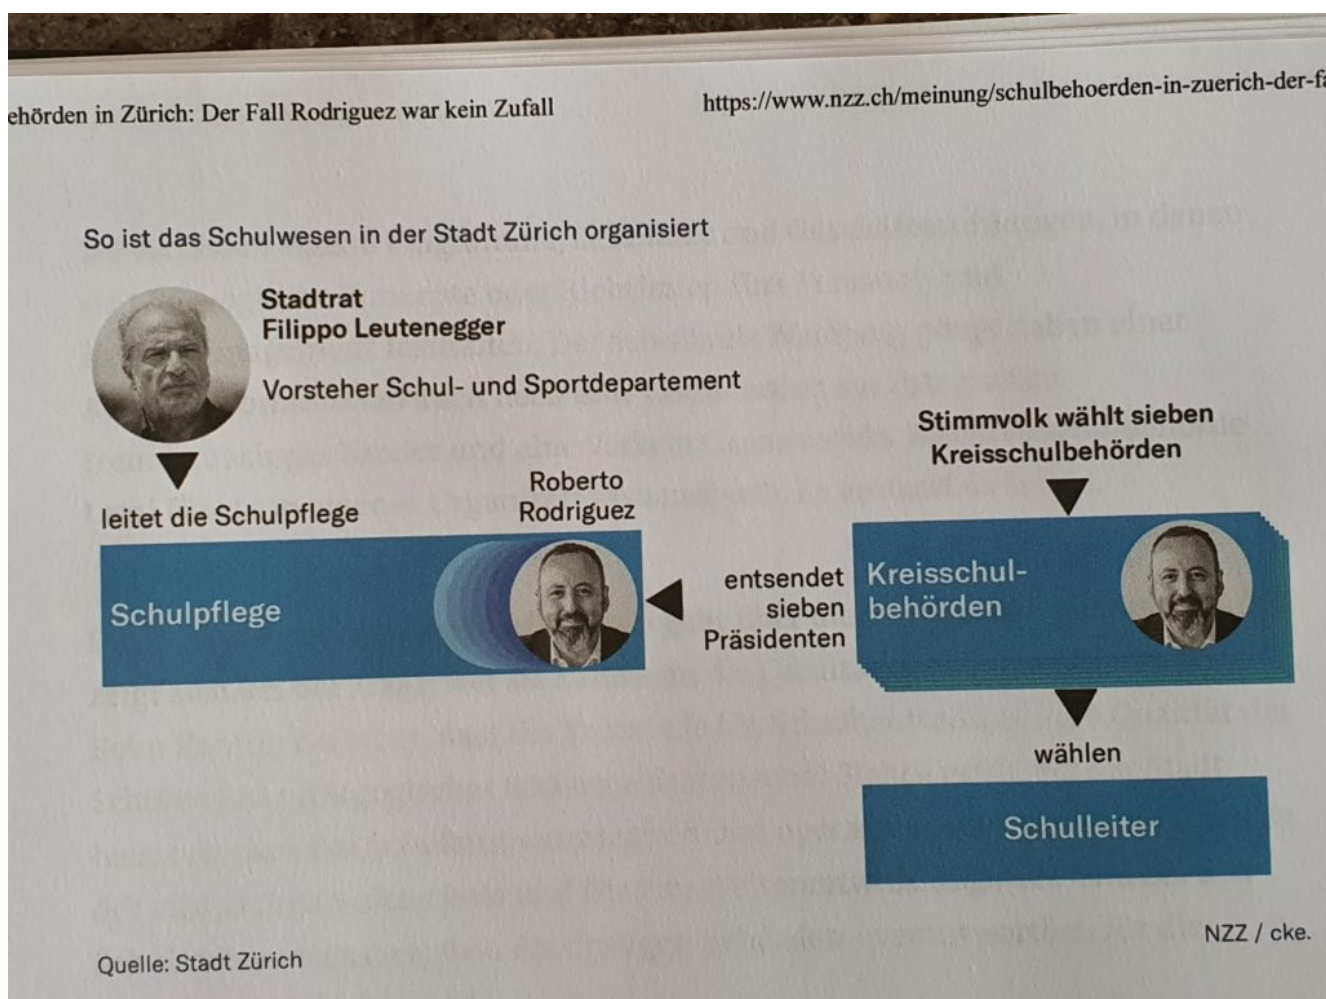 ehörden in Zürich: Der Fall Rodriguez war kein Zufall
https://www.nzz.ch/meinung/schulbehoerden-in-zuerich-der-fa
So ist das Schulwesen in der Stadt Zürich organisiert
Stadtrat
Filippo Leutenegger
Vorsteher Schul- und Sportdepartement
leitet die Schulpflege
Roberto
Rodriguez
Schulpflege
Stimmvolk wählt sieben
Kreisschulbehörden
entsendet
sieben
Präsidenten
Kreisschul-
behörden
wählen
Schulleiter
Quelle: Stadt Zürich
NZZ / cke.